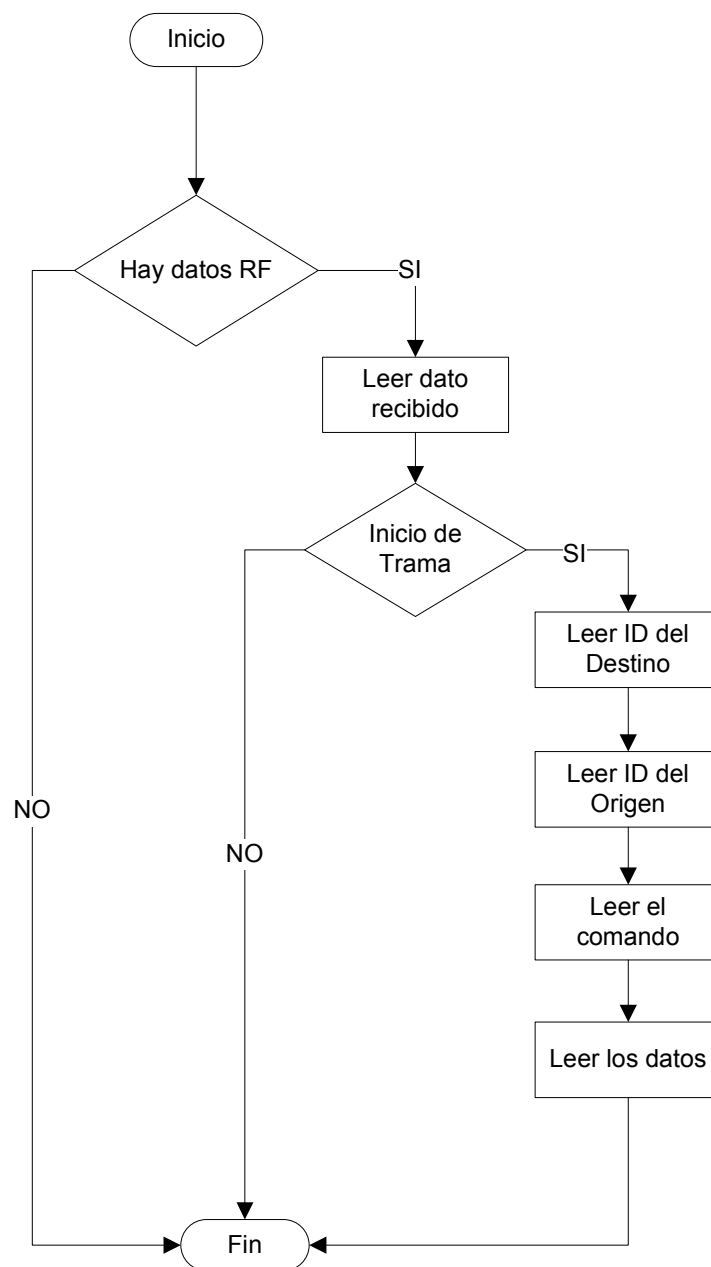 Inicio
Hay datos RF
SI
Leer dato
recibido
Inicio de
Trama
SI
Leer ID del
Destino
Leer ID del
Origen
NO
NO
Leer el
comando
Leer los datos
Fin